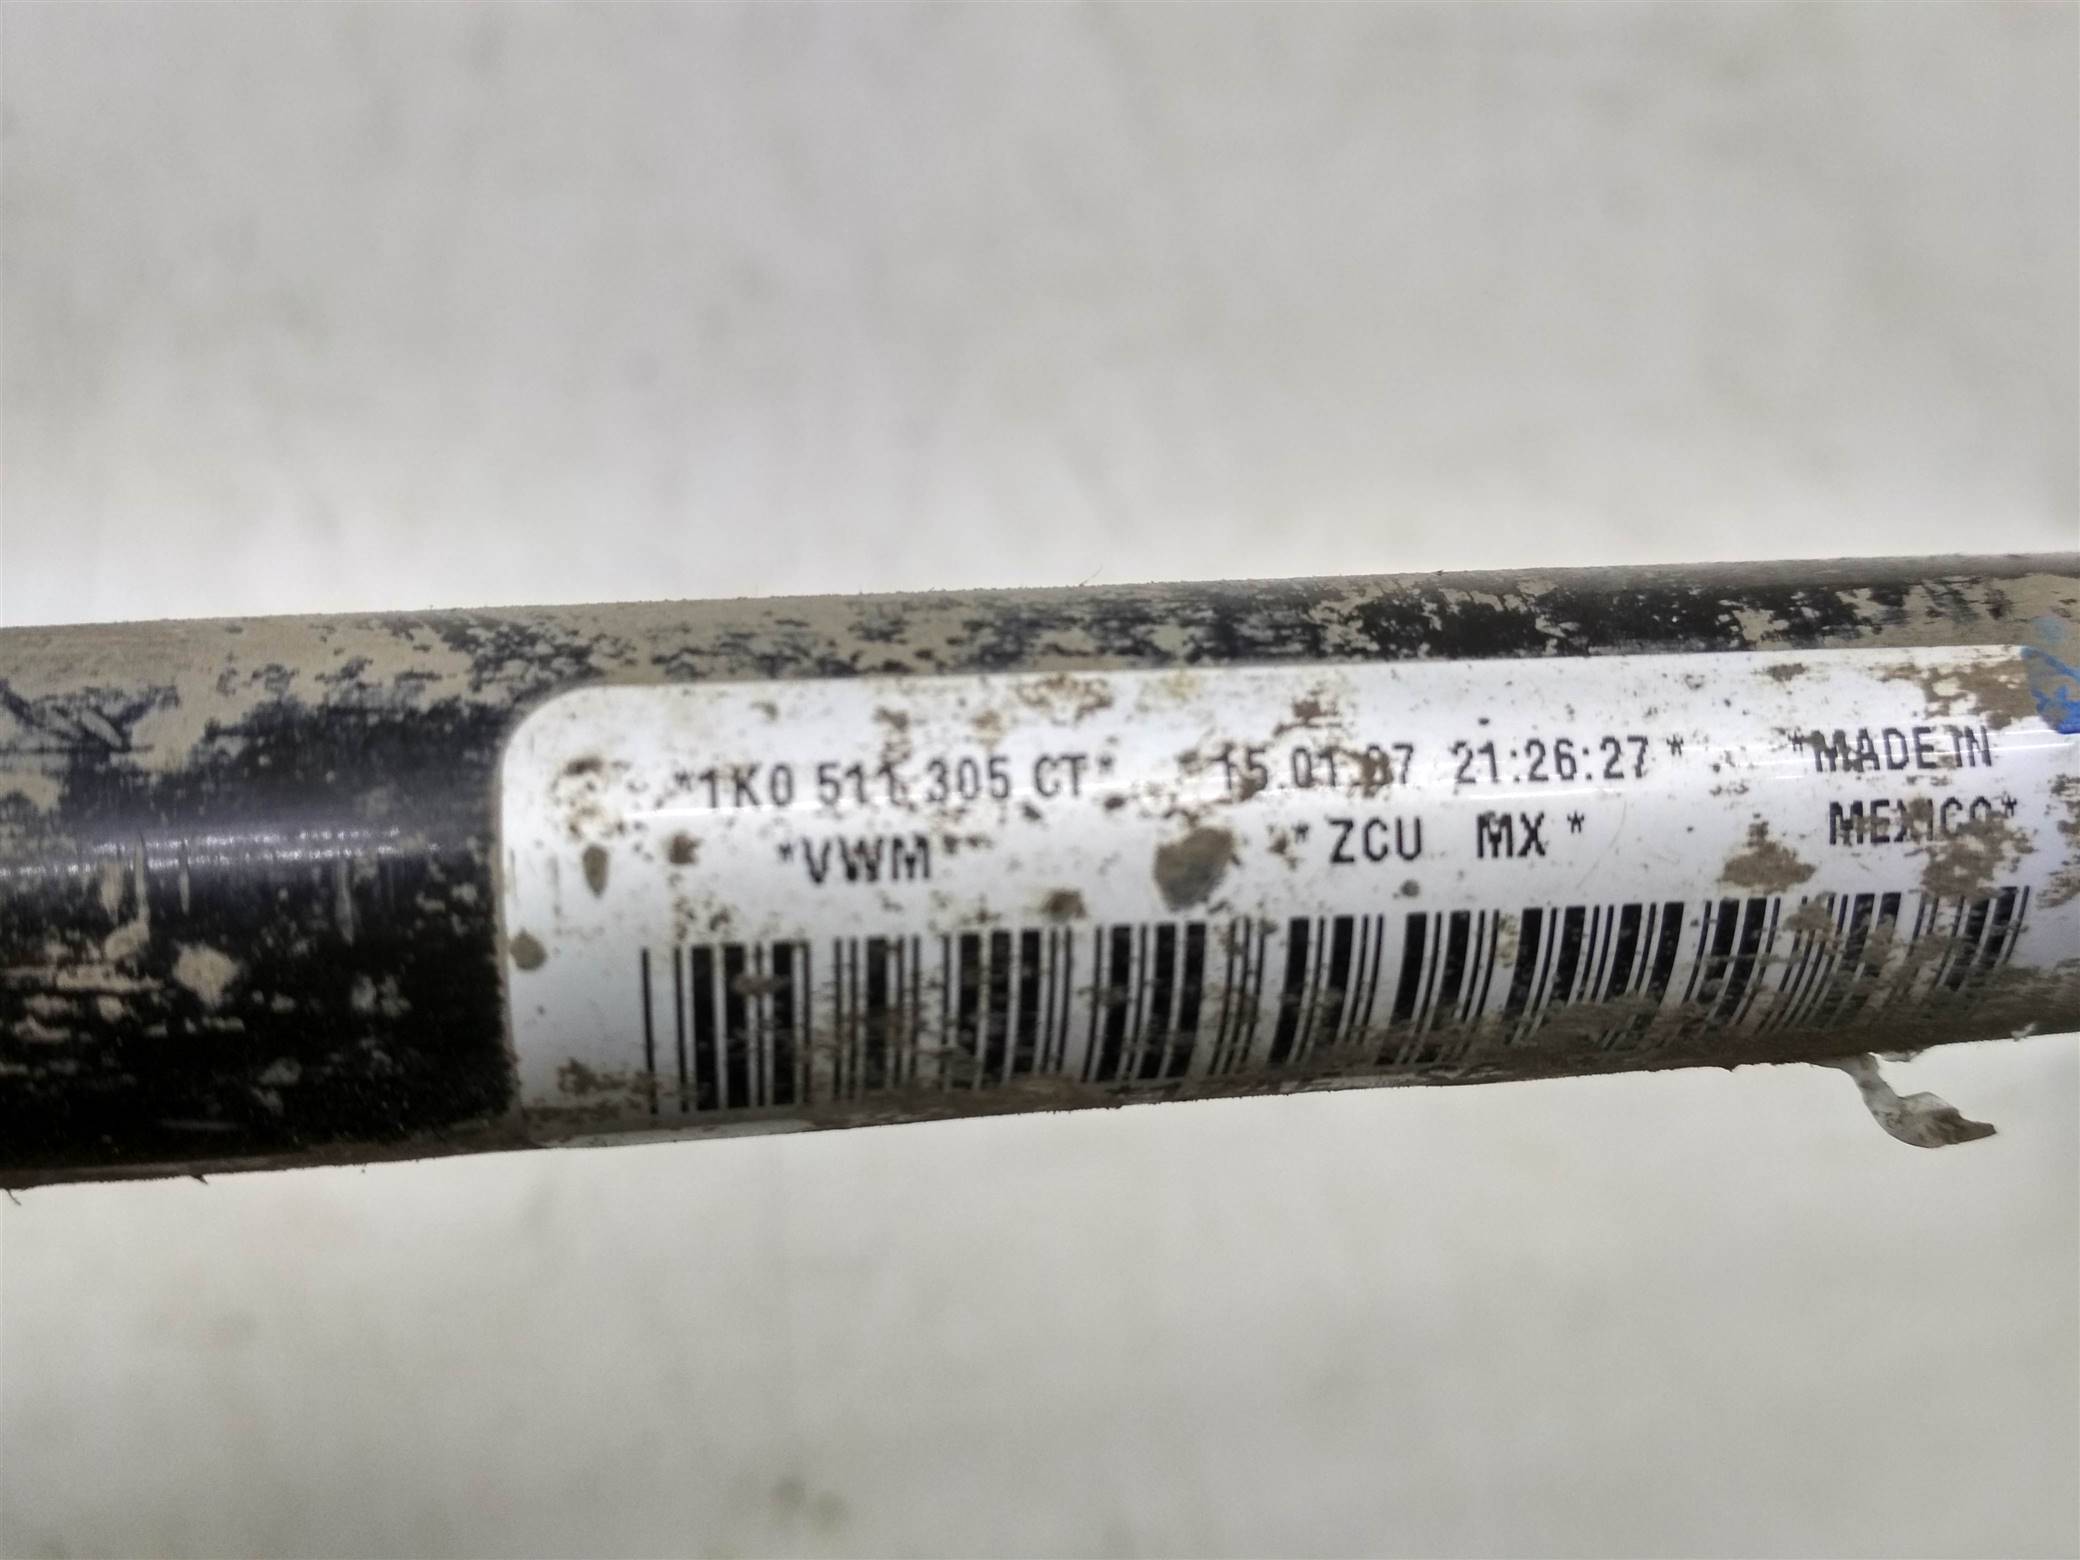 *1K0 511 305 CT* *15.01.07 21:26:27* *MADE IN
*VWM* *ZCU MX* MEXICO*